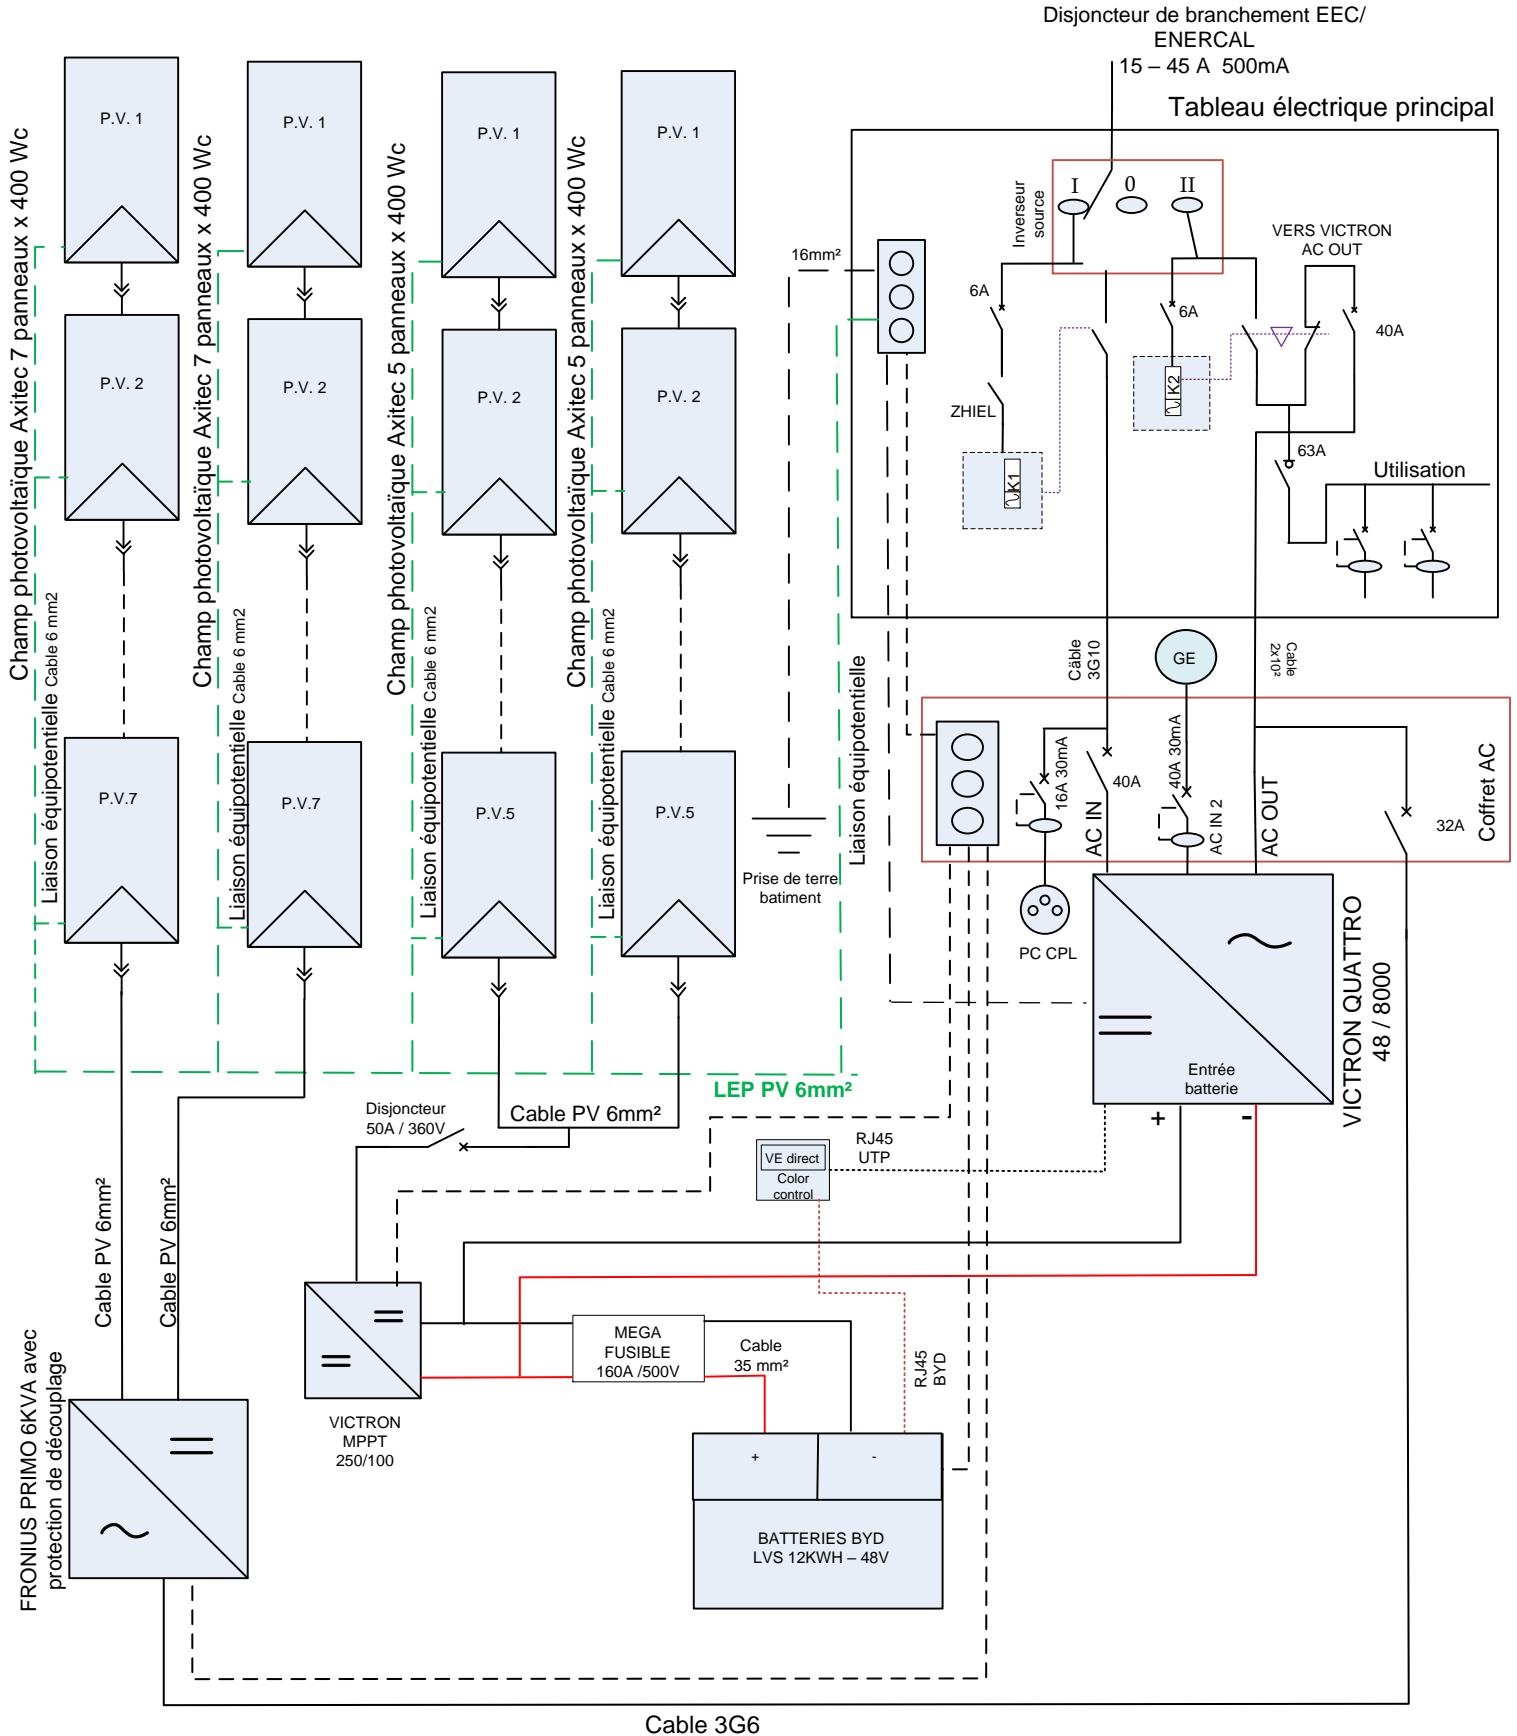 Disjoncteur de branchement EEC/
ENERCAL
15 – 45 A  500mA
Tableau électrique principal
P.V. 1
P.V. 1
P.V. 1
P.V. 1
Champ photovoltaïque Axitec 7 panneaux x 400 Wc
Champ photovoltaïque Axitec 7 panneaux x 400 Wc
Champ photovoltaïque Axitec 5 panneaux x 400 Wc
Champ photovoltaïque Axitec 5 panneaux x 400 Wc
I
0
II
Inverseur
source
VERS VICTRON
AC OUT
16mm²
6A
6A
40A
P.V. 2
P.V. 2
P.V. 2
P.V. 2
K2
ZHIEL
K1
63A
Utilisation
Liaison équipotentielle Cable 6 mm2
Liaison équipotentielle Cable 6 mm2
Liaison équipotentielle Cable 6 mm2
Liaison équipotentielle Cable 6 mm2
Liaison équipotentielle
Câble
3G10
GE
Cable
2x10²
P.V.7
P.V.7
P.V.5
P.V.5
16A 30mA
40A
AC IN
40A 30mA
AC IN 2
AC OUT
32A
Coffret AC
Prise de terre
batiment
PC CPL
VICTRON QUATTRO
48 / 8000
Entrée
batterie
+
-
LEP PV 6mm²
Disjoncteur
50A / 360V
Cable PV 6mm²
RJ45
UTP
VE direct
Color
control
Cable PV 6mm²
Cable PV 6mm²
MEGA
FUSIBLE
160A /500V
Cable
35 mm²
RJ45
BYD
VICTRON
MPPT
250/100
FRONIUS PRIMO 6KVA avec
protection de découplage
+
-
BATTERIES BYD
LVS 12KWH – 48V
Cable 3G6